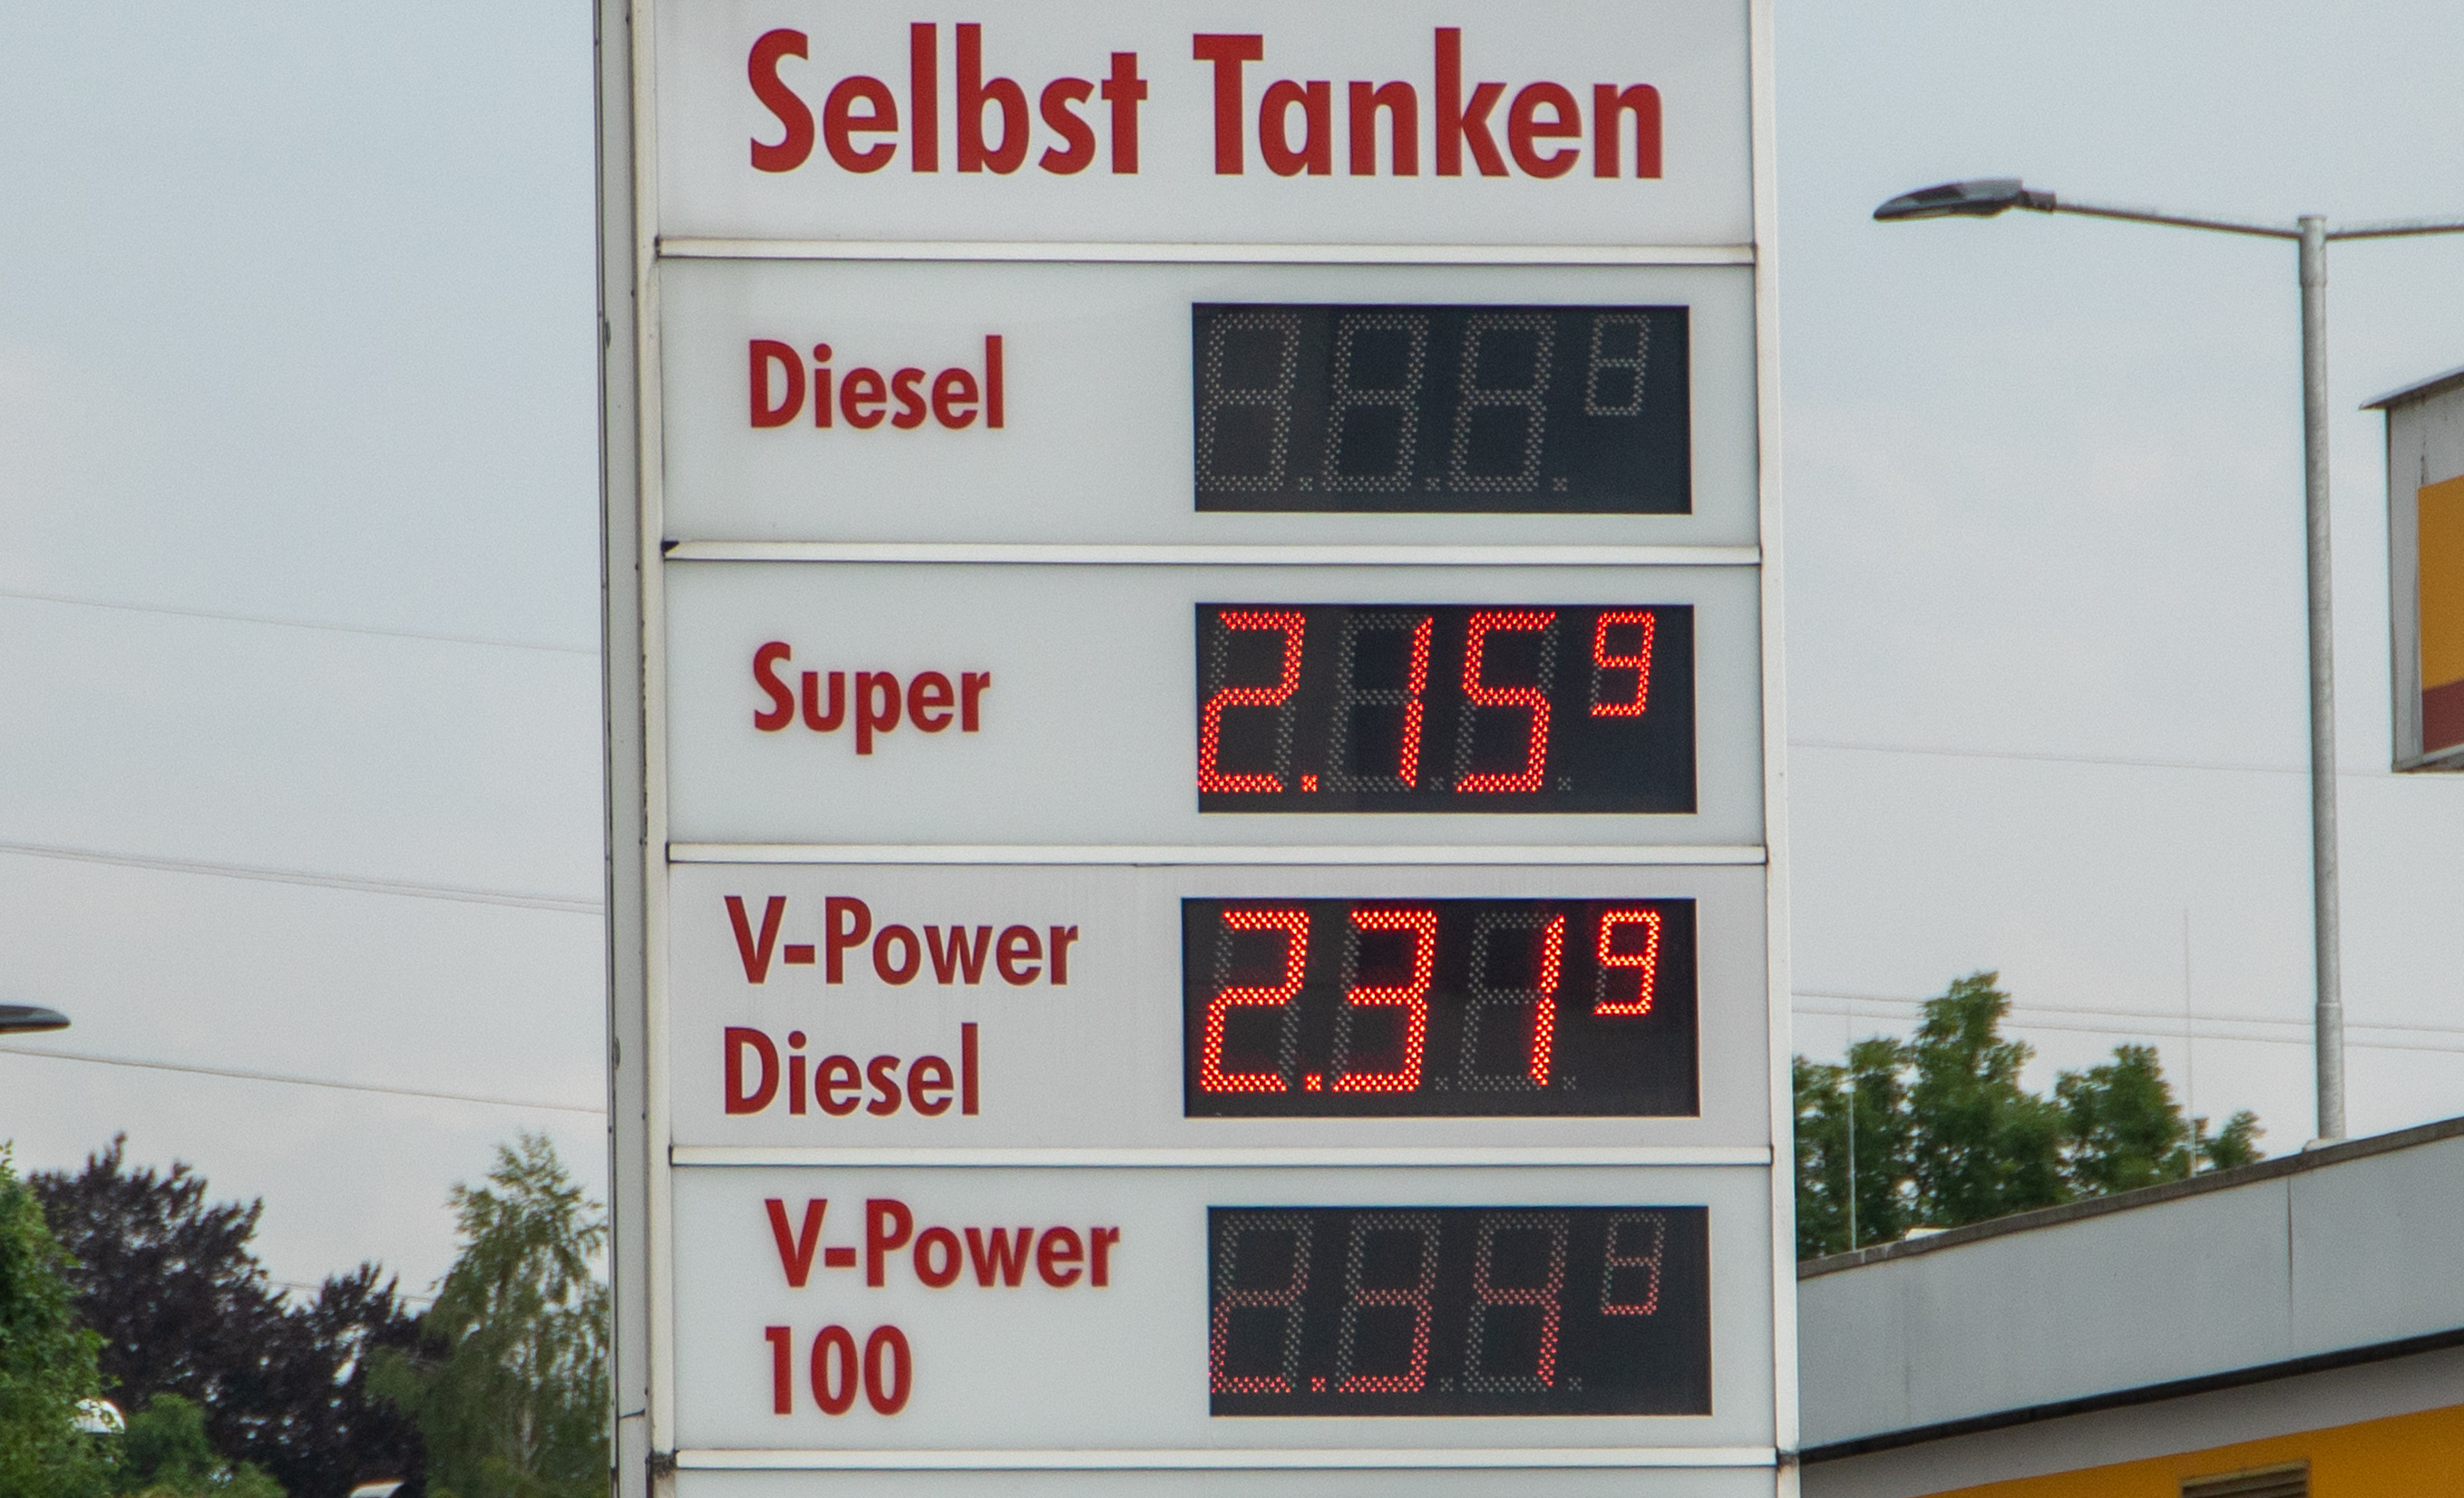 Selbst Tanken
Diesel
Super 2.15 9
V-Power
Diesel 2.31 9
V-Power
100